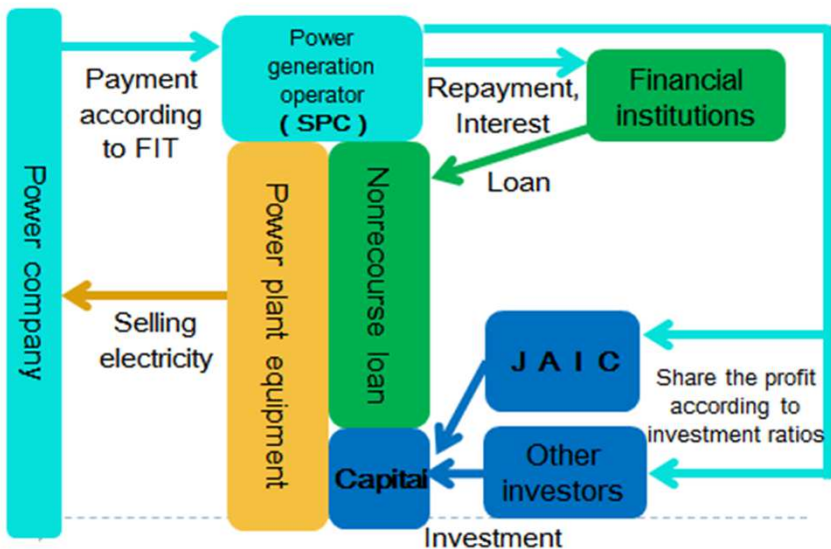 Power company
Payment
according
to FIT
Power
generation
operator
( SPC )
Repayment,
Interest
Financial
institutions
Loan
Power plant equipment
Nonrecourse loan
Selling
electricity
J A I C
Share the profit
according to
investment ratios
Capital
Other
investors
Investment